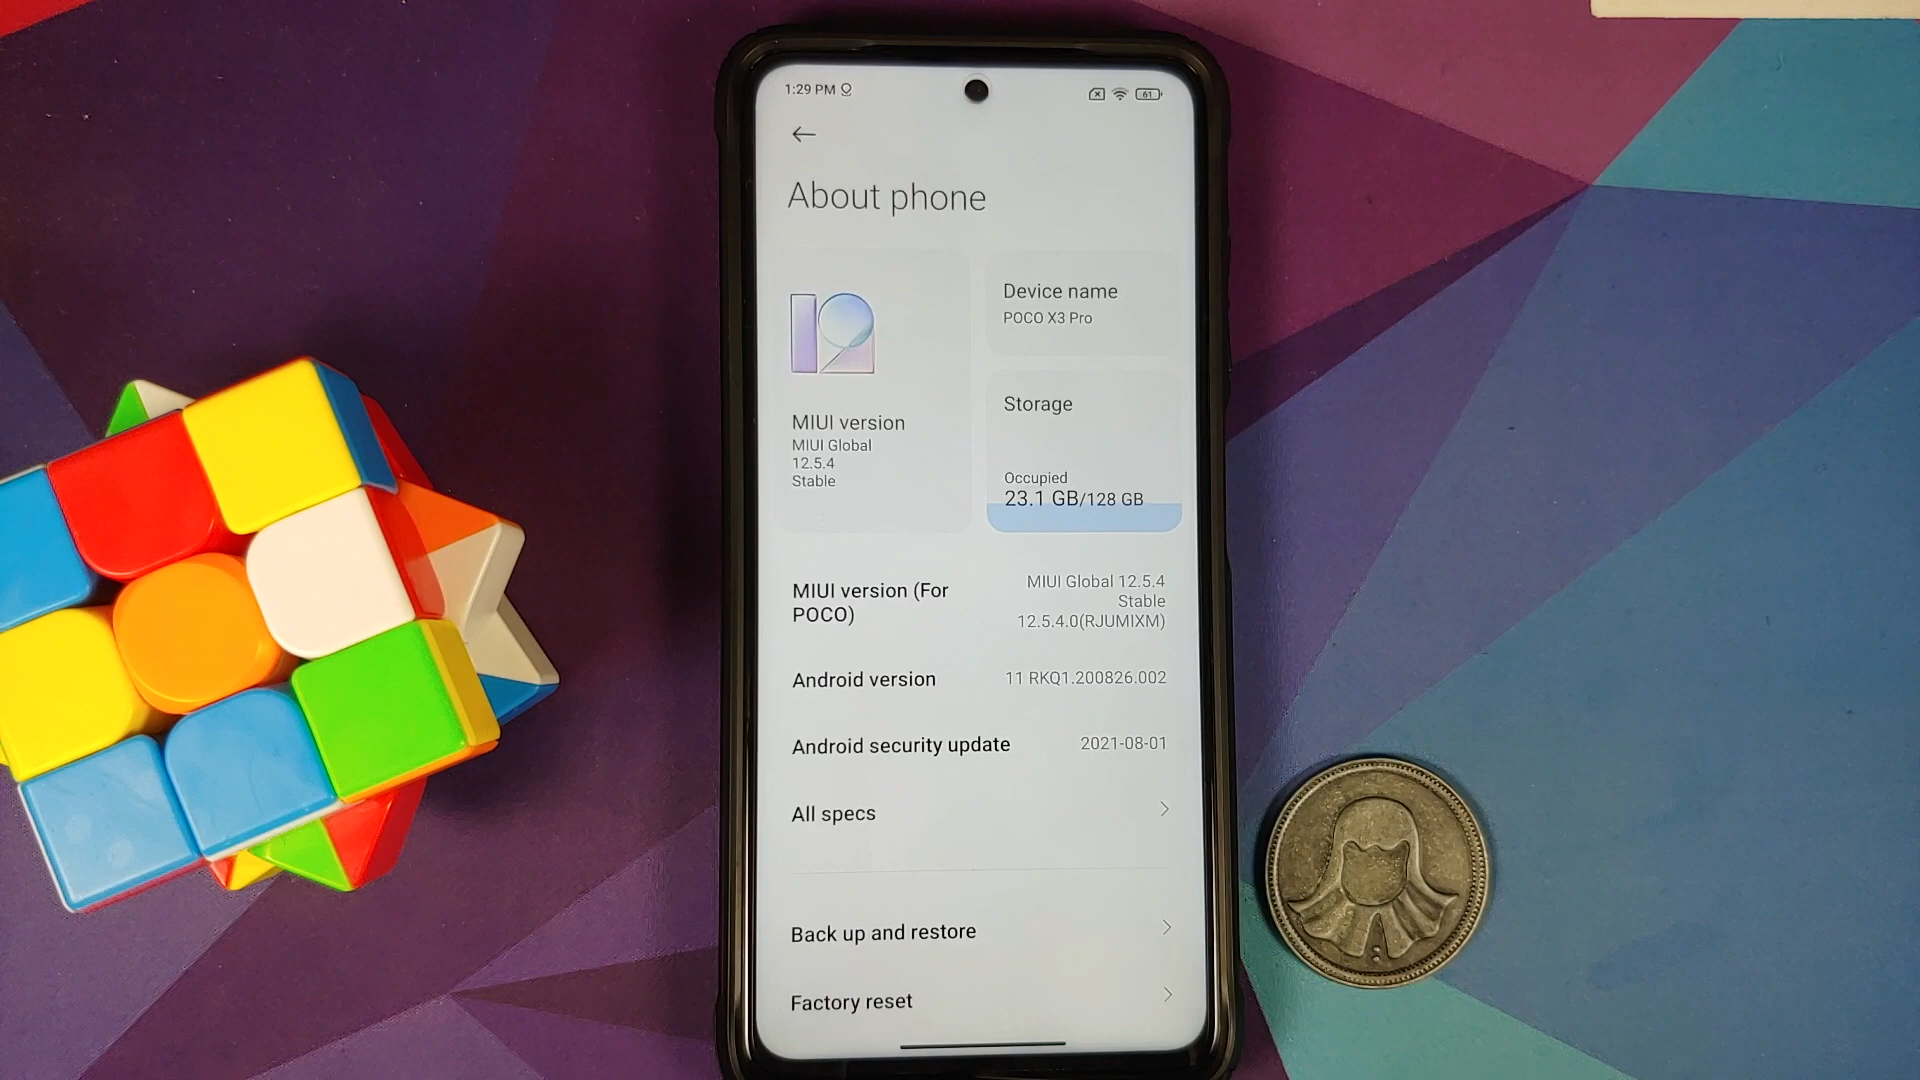 1:29 PM
61
About phone
12
MIUI version
MIUI Global
12.5.4
Stable
Device name
POCO X3 Pro
Storage
Occupied
23.1 GB/128 GB
MIUI version (For
POCO)
MIUI Global 12.5.4
Stable
12.5.4.0(RJUMIXM)
Android version
11 RKQ1.200826.002
Android security update
2021-08-01
All specs
Back up and restore
Factory reset